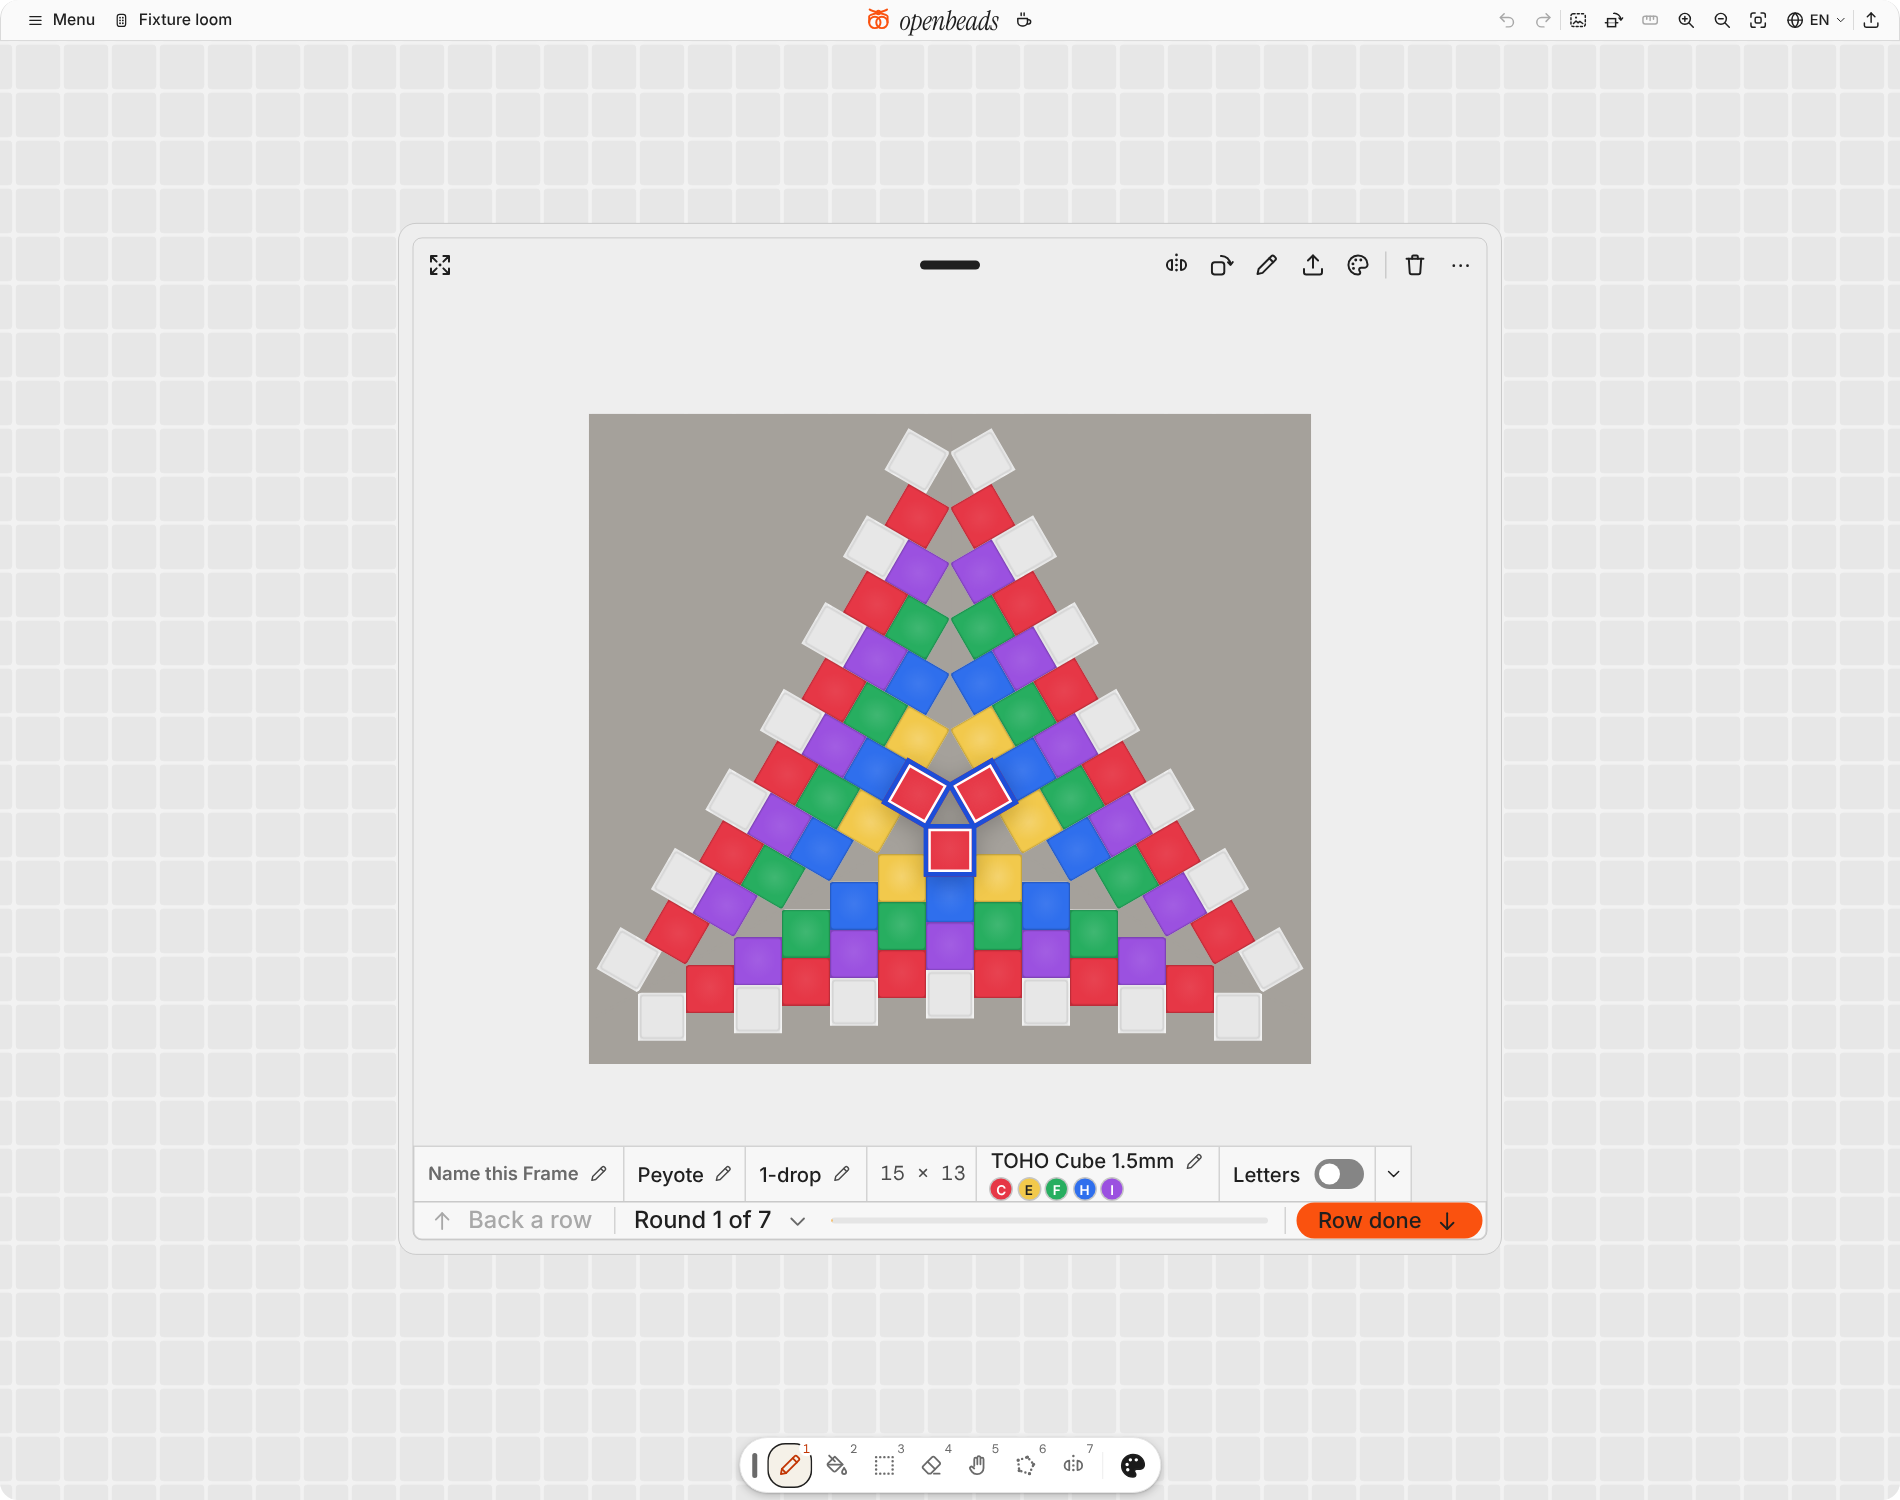 Menu
Fixture loom
openbeads
EN
Name this Frame
Peyote
1-drop
15 × 13
TOHO Cube 1.5mm
C E F H I
Letters
Back a row
Round 1 of 7
Row done
1 2 3 4 5 6 7